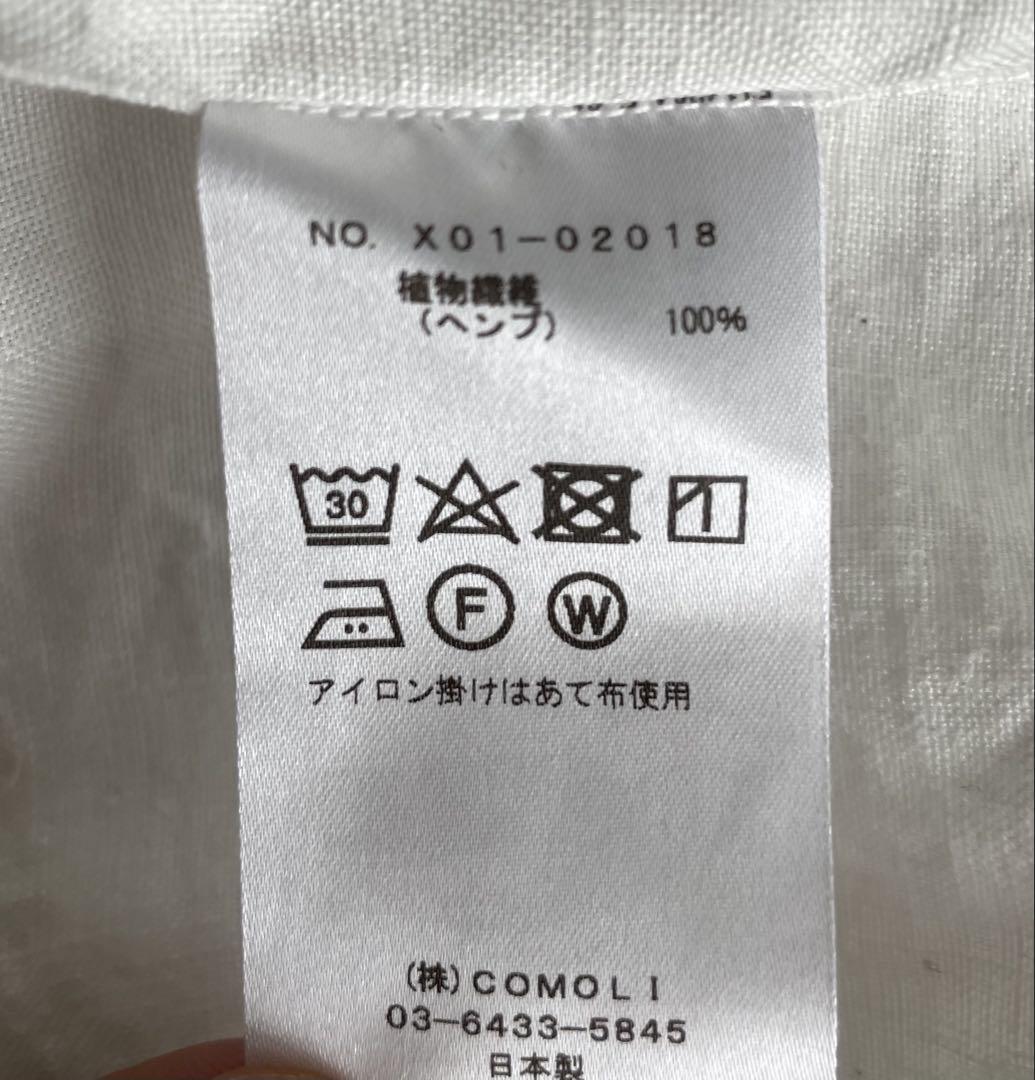 NO. X01-02018
植物繊維
(ヘンプ) 100%
30
F W
アイロン掛けはあて布使用
(株)COMOLI
03-6433-5845
日本製